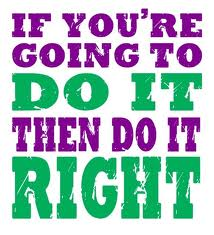 IF YOU'RE
GOING TO
DO IT
THEN DO IT
RIGHT